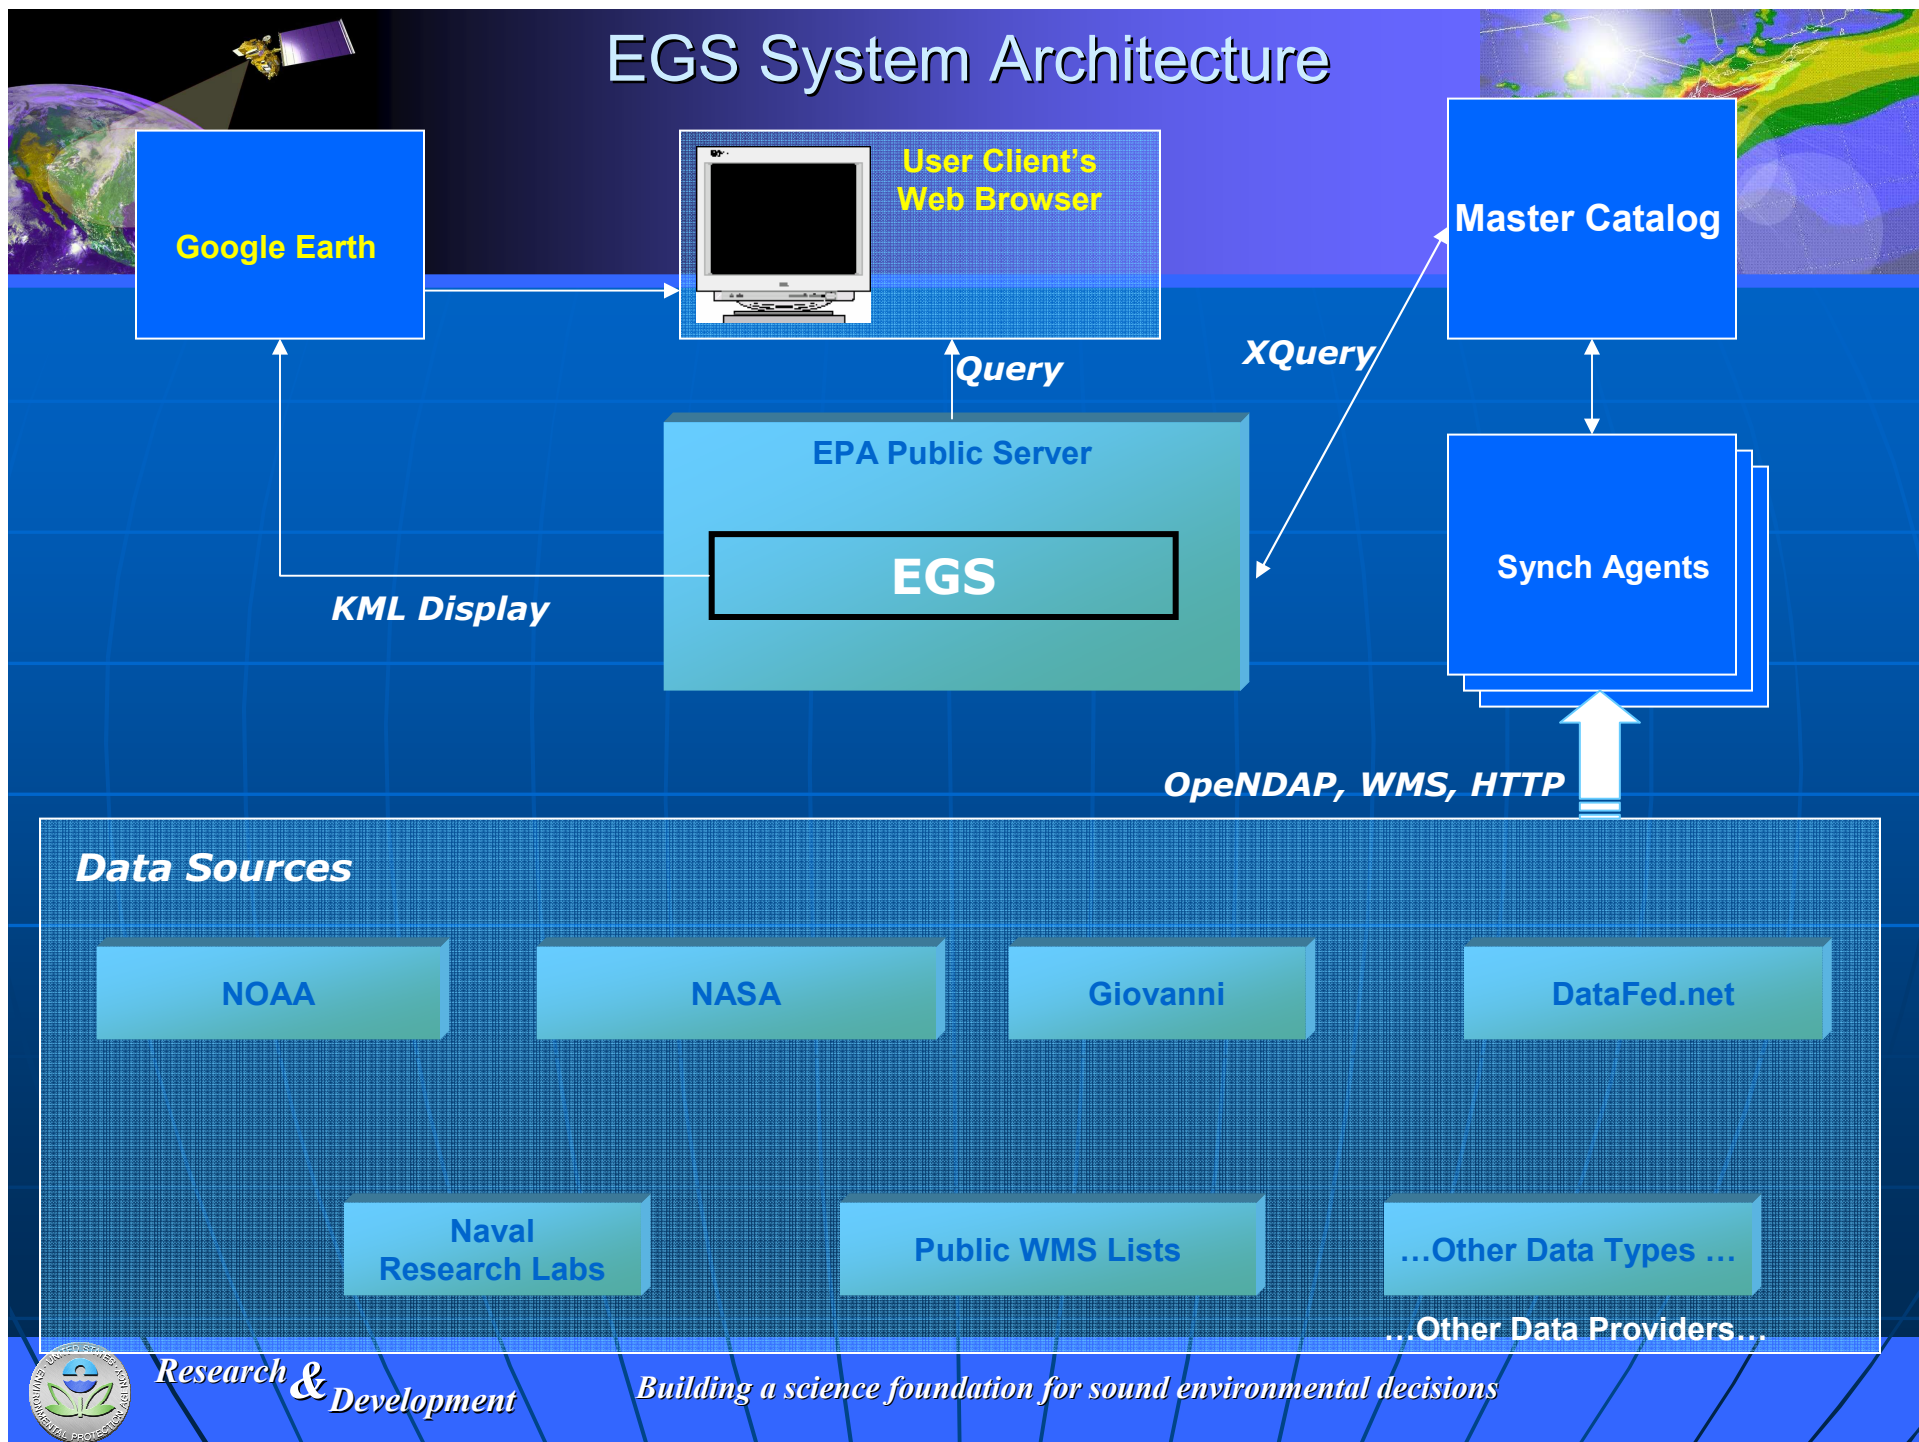 EGS System Architecture
Google Earth
User Client’s
Web Browser
Master Catalog
Query
XQuery
EPA Public Server
EGS
KML Display
Synch Agents
OpeNDAP, WMS, HTTP
Data Sources
NOAA
NASA
Giovanni
DataFed.net
Naval
Research Labs
Public WMS Lists
…Other Data Types …
…Other Data Providers…
Research & Development
Building a science foundation for sound environmental decisions